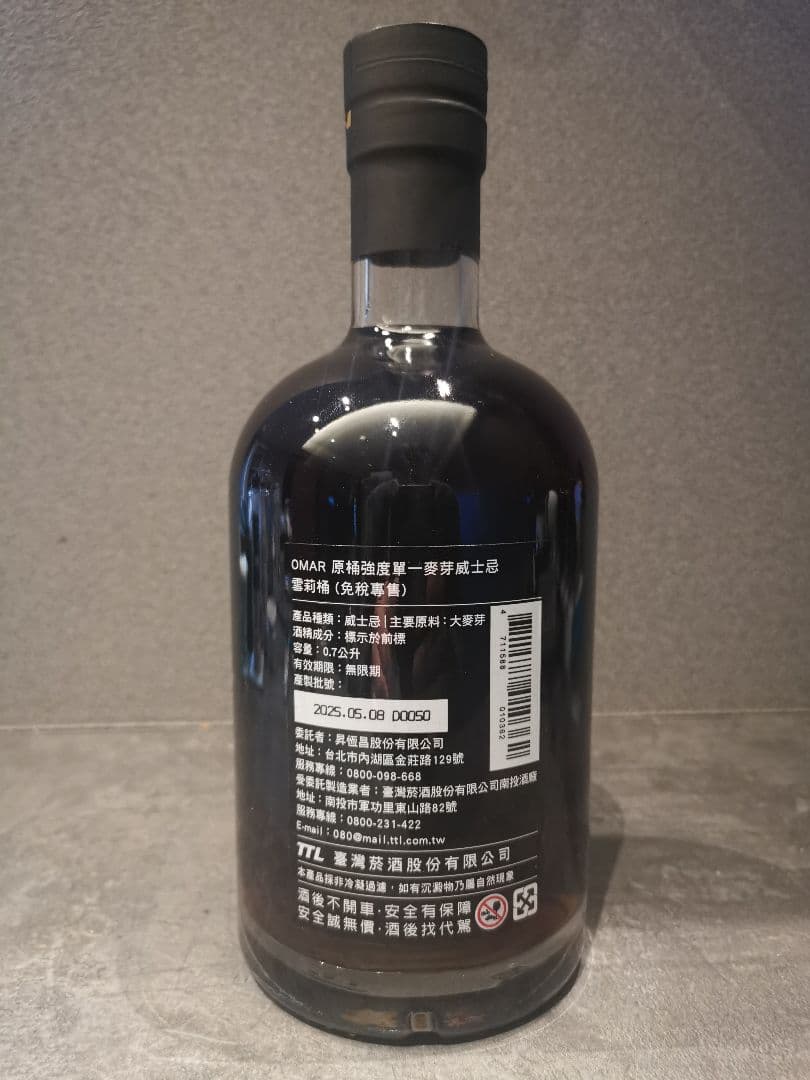 OMAR 原桶強度單一麥芽威士忌
雪莉桶 (免稅專售)
產品種類：威士忌|主要原料：大麥芽
酒精成分：標示於前標
容量：0.7公升
有效期限：無限期
產製批號：
2025.05.08 D0050
委託者：昇恆昌股份有限公司
地址：台北市內湖區金莊路129號
服務專線：0800-098-668
受委託製造業者：臺灣菸酒股份有限公司南投酒廠
地址：南投市軍功里東山路82號
服務專線：0800-231-422
E-mail：080@mail.ttl.com.tw
TTL 臺灣菸酒股份有限公司
本產品採非冷凝過濾，如有沉澱物乃屬自然現象
酒後不開車·安全有保障
安全誠無價·酒後找代駕
4 711588 010362